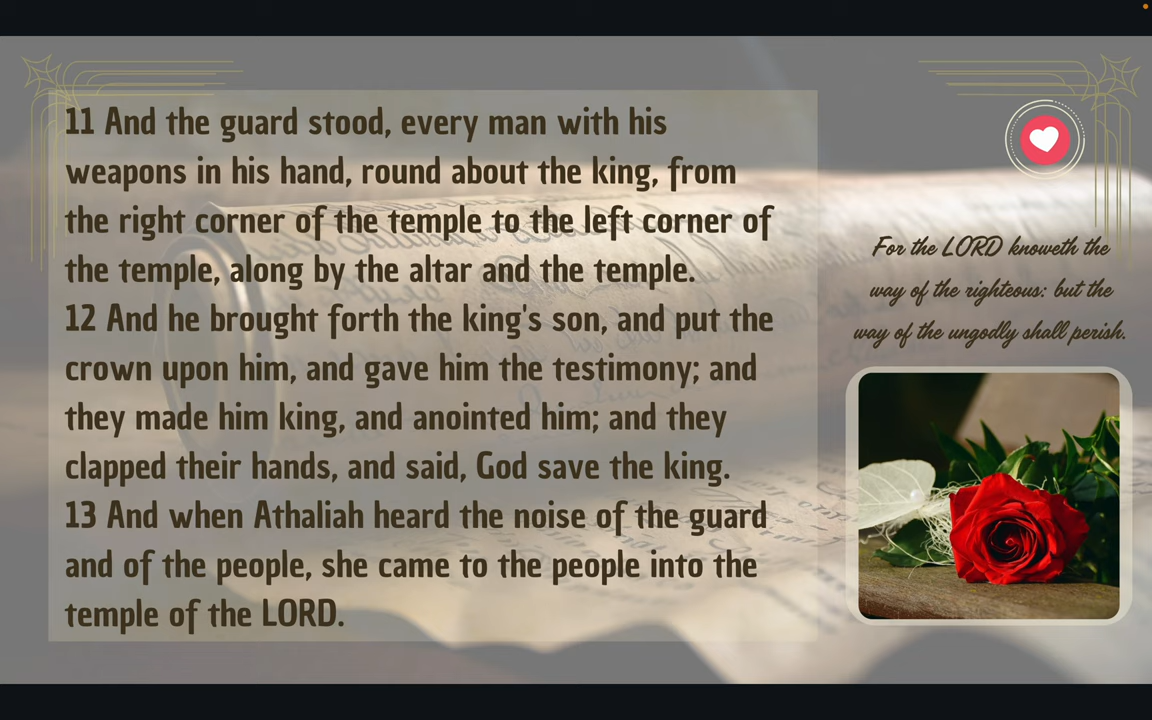 11 And the guard stood, every man with his
weapons in his hand, round about the king, from
the right corner of the temple to the left corner of
the temple, along by the altar and the temple.
12 And he brought forth the king's son, and put the
crown upon him, and gave him the testimony; and
they made him king, and anointed him; and they
clapped their hands, and said, God save the king.
13 And when Athaliah heard the noise of the guard
and of the people, she came to the people into the
temple of the LORD.
For the LORD knoweth the
way of the righteous: but the
way of the ungodly shall perish.